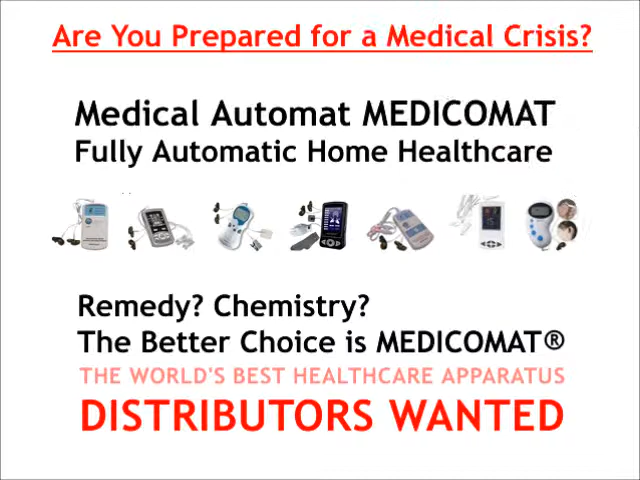 Are You Prepared for a Medical Crisis?
Medical Automat MEDICOMAT
Fully Automatic Home Healthcare
Remedy? Chemistry?
The Better Choice is MEDICOMAT®
THE WORLD'S BEST HEALTHCARE APPARATUS
DISTRIBUTORS WANTED